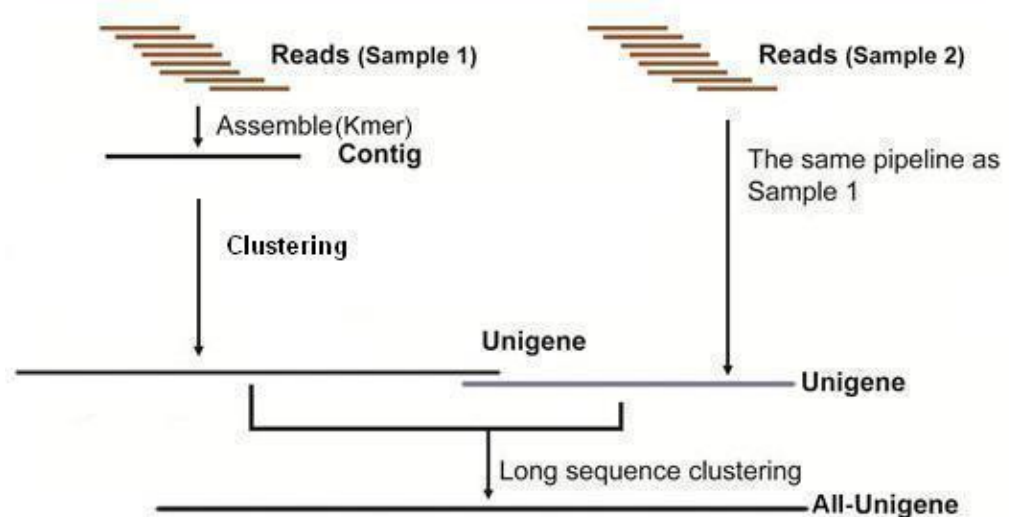 Reads (Sample 1)
Reads (Sample 2)
Assemble(Kmer)
Contig
The same pipeline as
Sample 1
Clustering
Unigene
Unigene
Long sequence clustering
All-Unigene